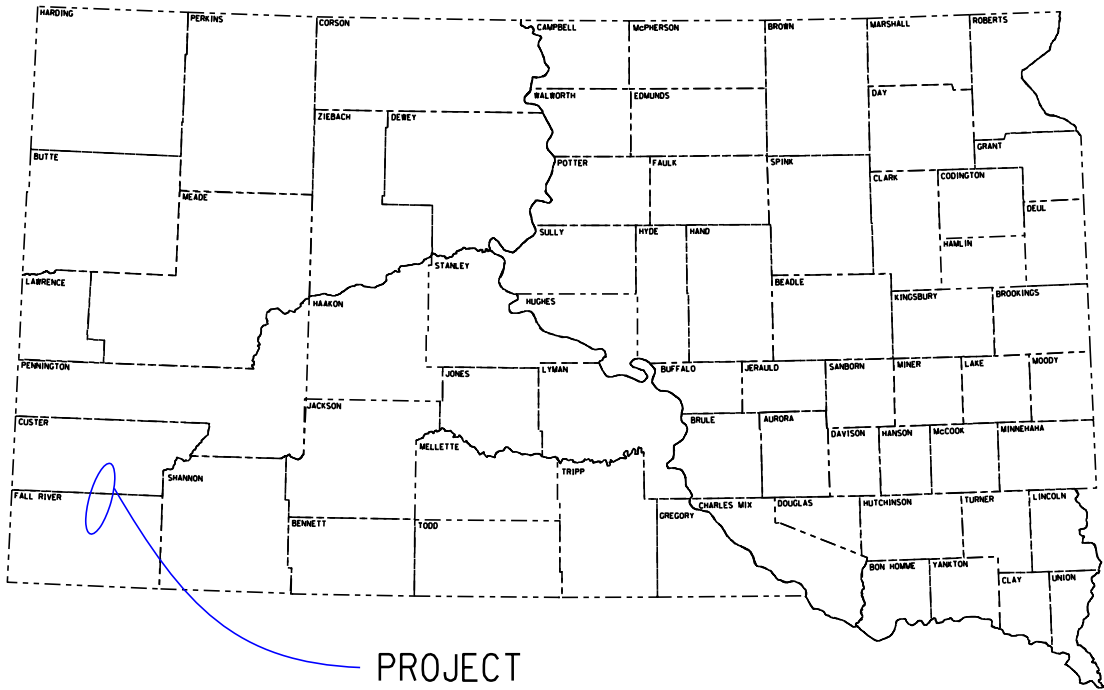 HARDING
PERKINS
CORSON
CAMPBELL
McPHERSON
BROWN
MARSHALL
ROBERTS
WALWORTH
EDMUNDS
DAY
ZIEBACH
DEWEY
GRANT
BUTTE
POTTER
FAULK
SPINK
CLARK
CODINGTON
MEADE
DEUL
SULLY
HYDE
HAND
HAMLIN
STANLEY
LAWRENCE
BEADLE
HAAKON
HUGHES
KINGSBURY
BROOKINGS
PENNINGTON
JONES
LYMAN
BUFFALO
JERAULD
SANBORN
MINER
LAKE
MOODY
JACKSON
CUSTER
BRULE
AURORA
DAVISON
HANSON
McCOOK
MINNEHAHA
MELLETTE
SHANNON
TRIPP
FALL RIVER
GREGORY
CHARLES MIX
DOUGLAS
HUTCHINSON
TURNER
LINCOLN
BENNETT
TODD
BON HOMME
YANKTON
CLAY
UNION
PROJECT